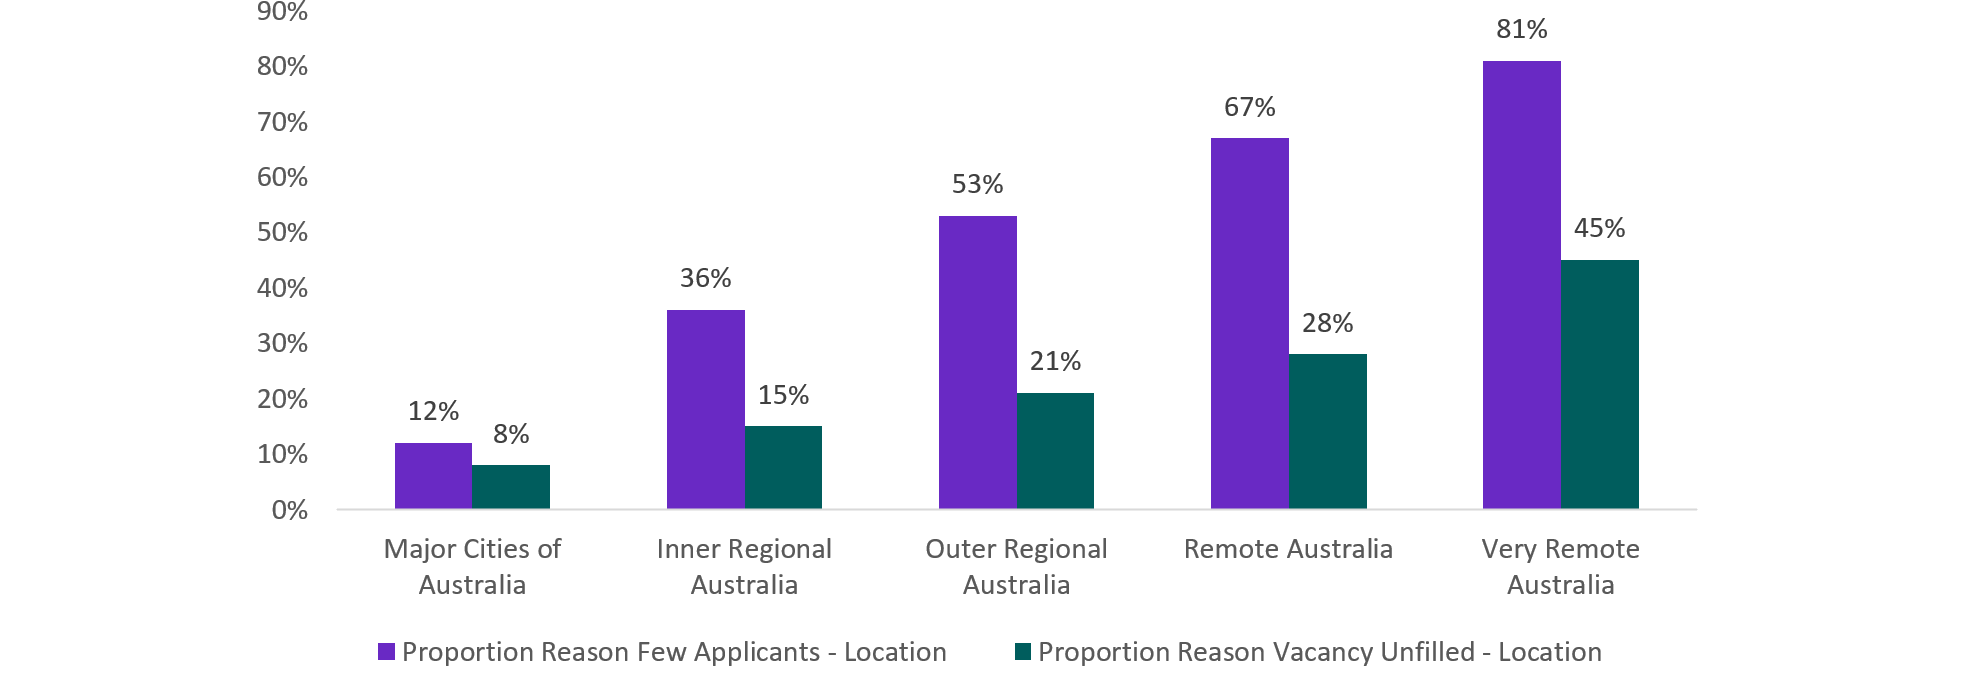 90%
80%
70%
60%
50%
40%
30%
20%
10%
0%
12%
8%
36%
15%
53%
21%
67%
28%
81%
45%
Major Cities of
Australia
Inner Regional
Australia
Outer Regional
Australia
Remote Australia
Very Remote
Australia
Proportion Reason Few Applicants - Location
Proportion Reason Vacancy Unfilled - Location